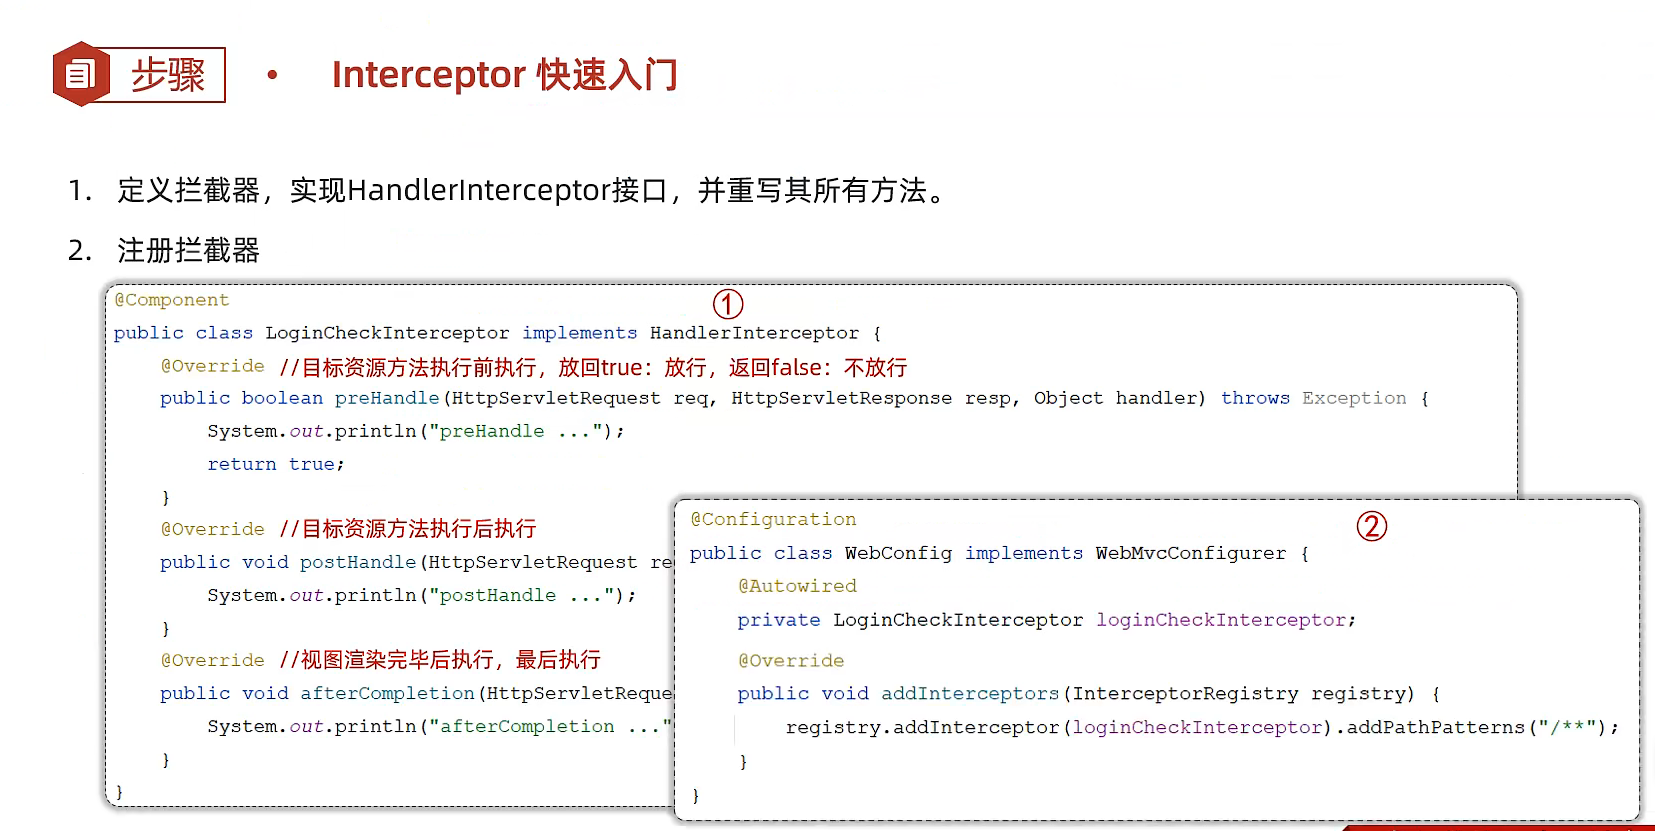 步骤
• Interceptor 快速入门
1. 定义拦截器，实现HandlerInterceptor接口，并重写其所有方法。
2. 注册拦截器
①
@Component
public class LoginCheckInterceptor implements HandlerInterceptor {
@Override //目标资源方法执行前执行，放回true：放行，返回false：不放行
public boolean preHandle(HttpServletRequest req, HttpServletResponse resp, Object handler) throws Exception {
System.out.println("preHandle ...");
return true;
}
@Override //目标资源方法执行后执行
public void postHandle(HttpServletRequest re
System.out.println("postHandle ...");
}
@Override //视图渲染完毕后执行，最后执行
public void afterCompletion(HttpServletReque
System.out.println("afterCompletion ..."
}
}
②
@Configuration
public class WebConfig implements WebMvcConfigurer {
@Autowired
private LoginCheckInterceptor loginCheckInterceptor;
@Override
public void addInterceptors(InterceptorRegistry registry) {
registry.addInterceptor(loginCheckInterceptor).addPathPatterns("/**");
}
}